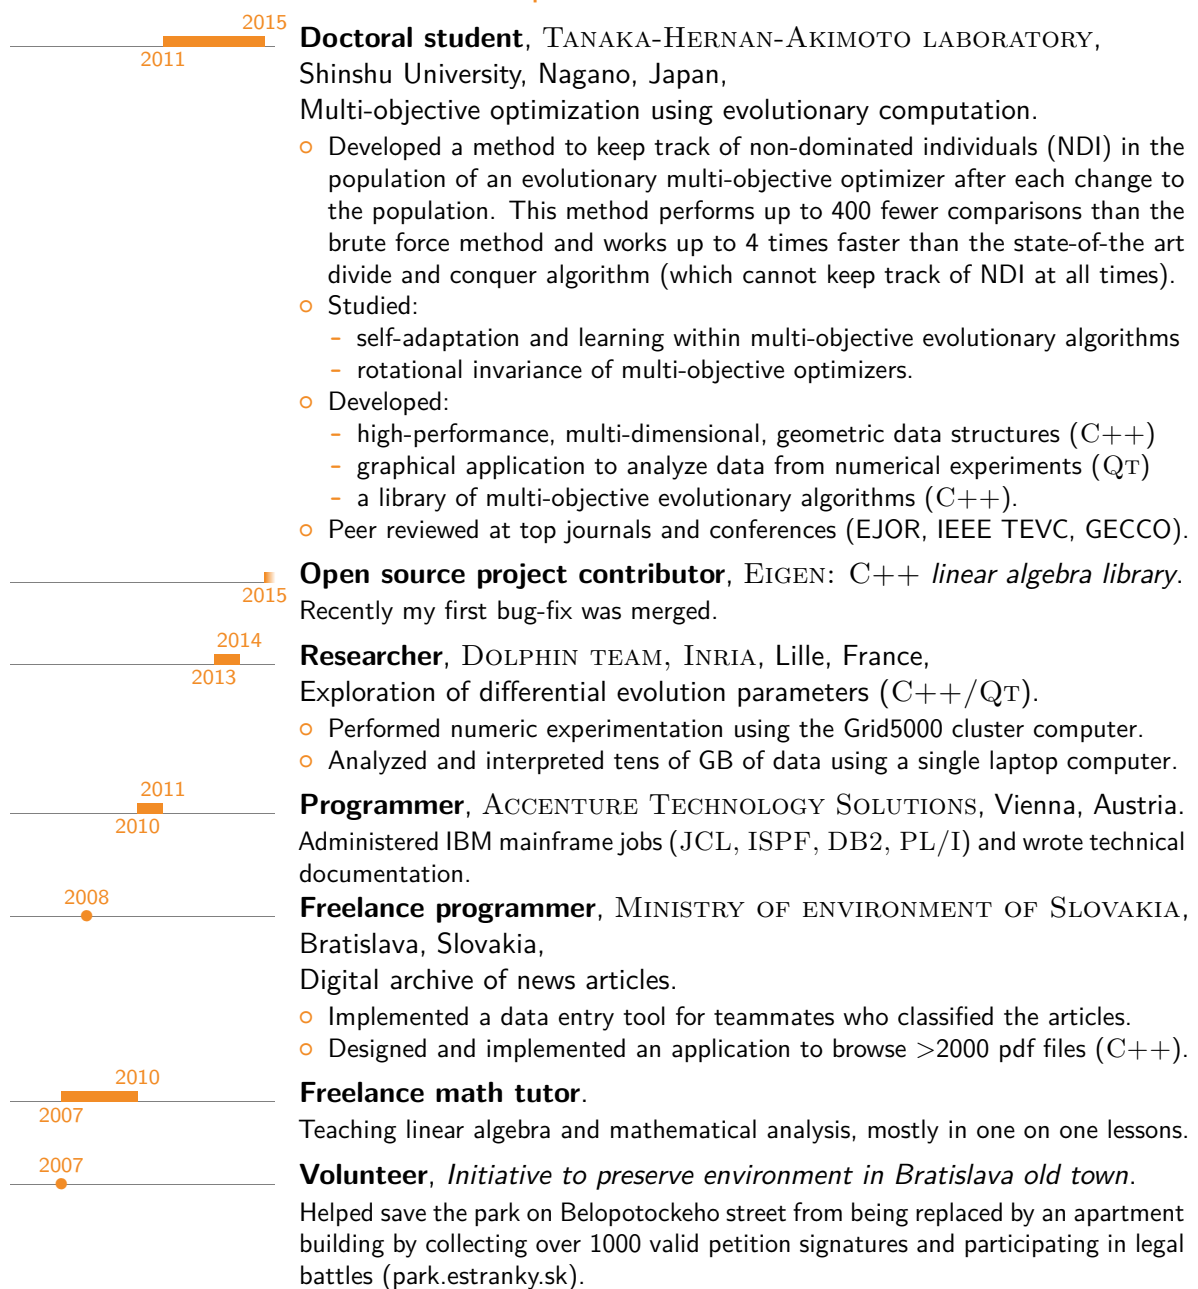 2015
Doctoral student, TANAKA-HERNAN-AKIMOTO LABORATORY,
2011
Shinshu University, Nagano, Japan,
Multi-objective optimization using evolutionary computation.
Developed a method to keep track of non-dominated individuals (NDI) in the
population of an evolutionary multi-objective optimizer after each change to
the population. This method performs up to 400 fewer comparisons than the
brute force method and works up to 4 times faster than the state-of-the art
divide and conquer algorithm (which cannot keep track of NDI at all times).
Studied:
- self-adaptation and learning within multi-objective evolutionary algorithms
- rotational invariance of multi-objective optimizers.
Developed:
- high-performance, multi-dimensional, geometric data structures (C++)
- graphical application to analyze data from numerical experiments (QT)
- a library of multi-objective evolutionary algorithms (C++).
Peer reviewed at top journals and conferences (EJOR, IEEE TEVC, GECCO).
Open source project contributor, EIGEN: C++ linear algebra library.
2015
Recently my first bug-fix was merged.
2014
Researcher, DOLPHIN TEAM, INRIA, Lille, France,
2013
Exploration of differential evolution parameters (C++/QT).
Performed numeric experimentation using the Grid5000 cluster computer.
Analyzed and interpreted tens of GB of data using a single laptop computer.
2011
Programmer, ACCENTURE TECHNOLOGY SOLUTIONS, Vienna, Austria.
2010
Administered IBM mainframe jobs (JCL, ISPF, DB2, PL/I) and wrote technical
documentation.
2008
Freelance programmer, MINISTRY OF ENVIRONMENT OF SLOVAKIA,
Bratislava, Slovakia,
Digital archive of news articles.
Implemented a data entry tool for teammates who classified the articles.
Designed and implemented an application to browse >2000 pdf files (C++).
2010
Freelance math tutor.
2007
Teaching linear algebra and mathematical analysis, mostly in one on one lessons.
2007
Volunteer, Initiative to preserve environment in Bratislava old town.
Helped save the park on Belopotockeho street from being replaced by an apartment
building by collecting over 1000 valid petition signatures and participating in legal
battles (park.estranky.sk).